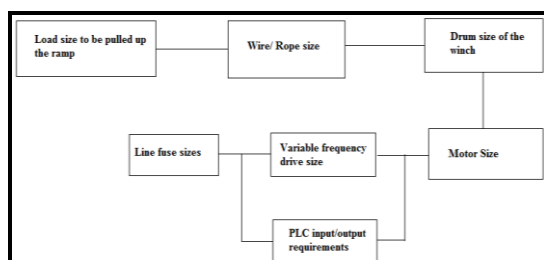 Load size to be pulled up
the ramp
Wire/ Rope size
Drum size of the
winch
Line fuse sizes
Variable frequency
drive size
Motor Size
PLC input/output
requirements